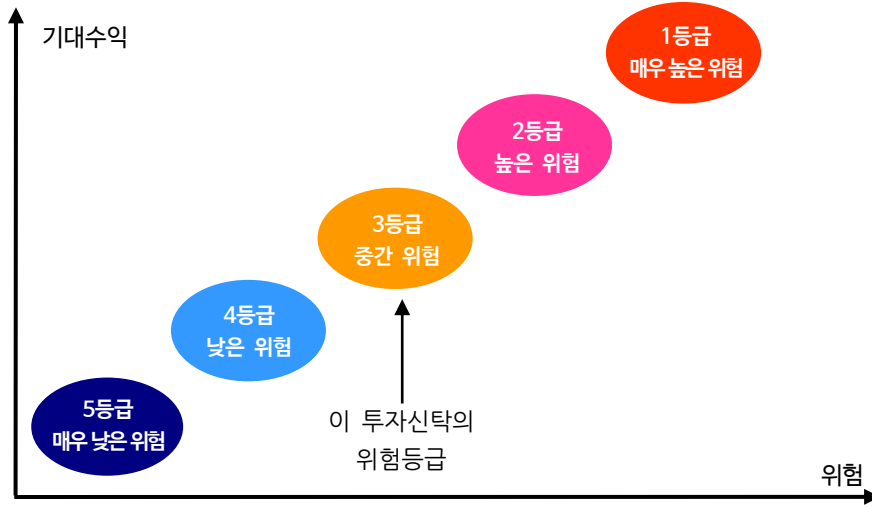 기대수익
1등급
매우 높은 위험
2등급
높은 위험
3등급
중간 위험
4등급
낮은 위험
5등급
매우 낮은 위험
이 투자신탁의
위험등급
위험